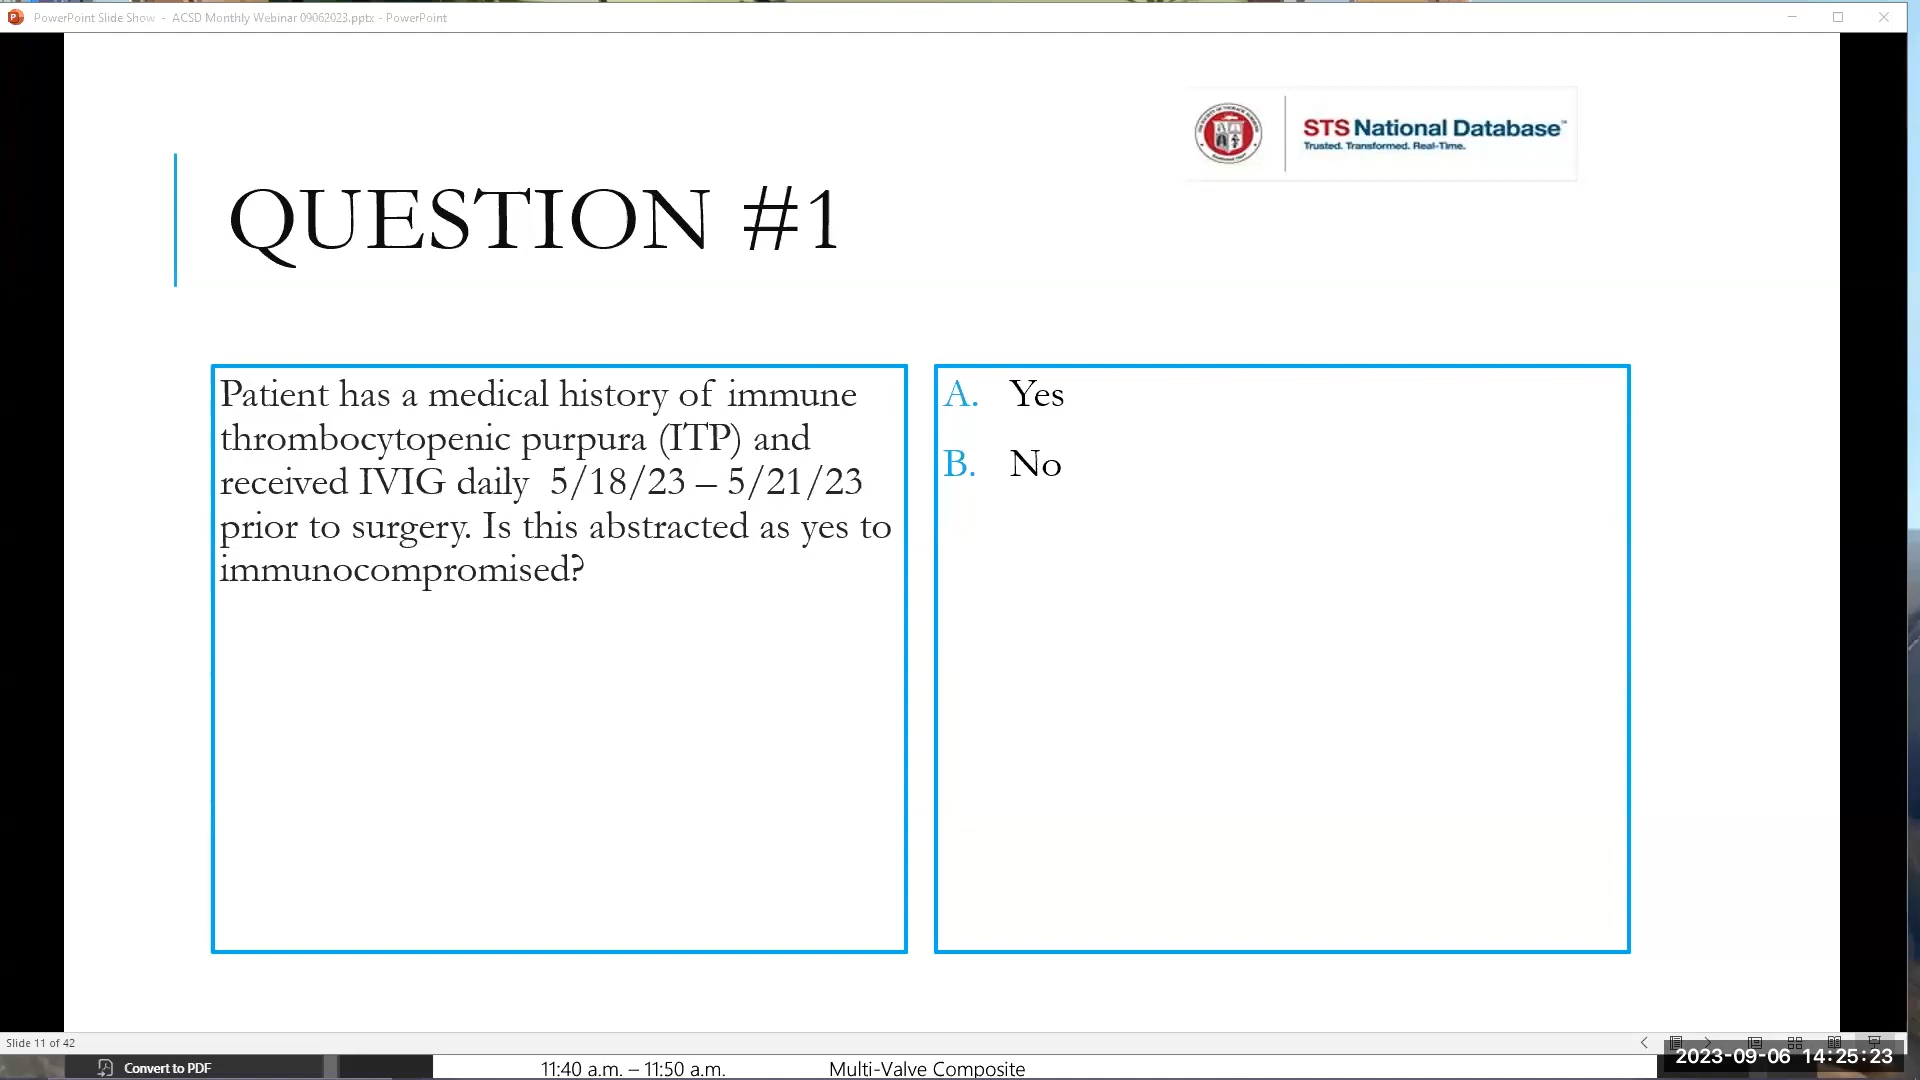 PowerPoint Slide Show - ACSD Monthly Webinar 09062023.pptx - PowerPoint
STS National Database™
Trusted. Transformed. Real-Time.
QUESTION #1
Patient has a medical history of immune
thrombocytopenic purpura (ITP) and
received IVIG daily 5/18/23 – 5/21/23
prior to surgery. Is this abstracted as yes to
immunocompromised?
A. Yes
B. No
Slide 11 of 42
2023-09-06 14:25:23
Convert to PDF
11:40 a.m. – 11:50 a.m. Multi-Valve Composite